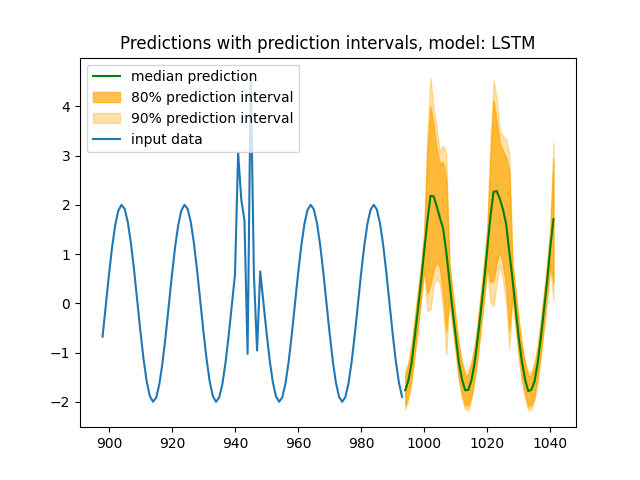 Predictions with prediction intervals, model: LSTM
median prediction
80% prediction interval
90% prediction interval
input data
4
3
2
1
0
−1
−2
900 920 940 960 980 1000 1020 1040